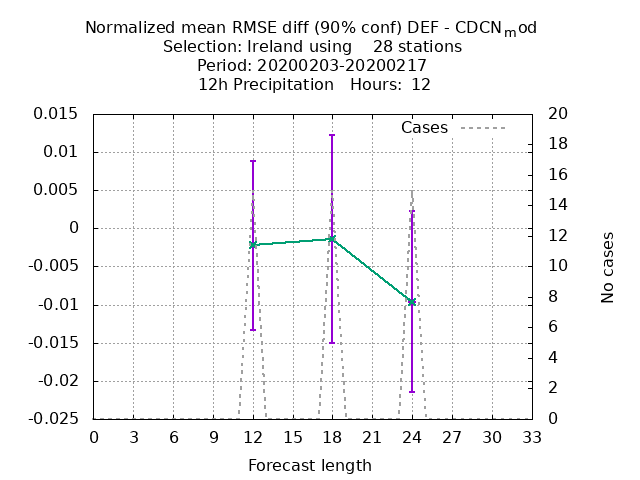 Normalized mean RMSE diff (90% conf) DEF - CDCNmod
Selection: Ireland using    28 stations
Period: 20200203-20200217
12h Precipitation   Hours:  12
Cases
0.015
0.01
0.005
0
-0.005
-0.01
-0.015
-0.02
-0.025
20
18
16
14
12
10
8
6
4
2
0
No cases
0 3 6 9 12 15 18 21 24 27 30 33
Forecast length